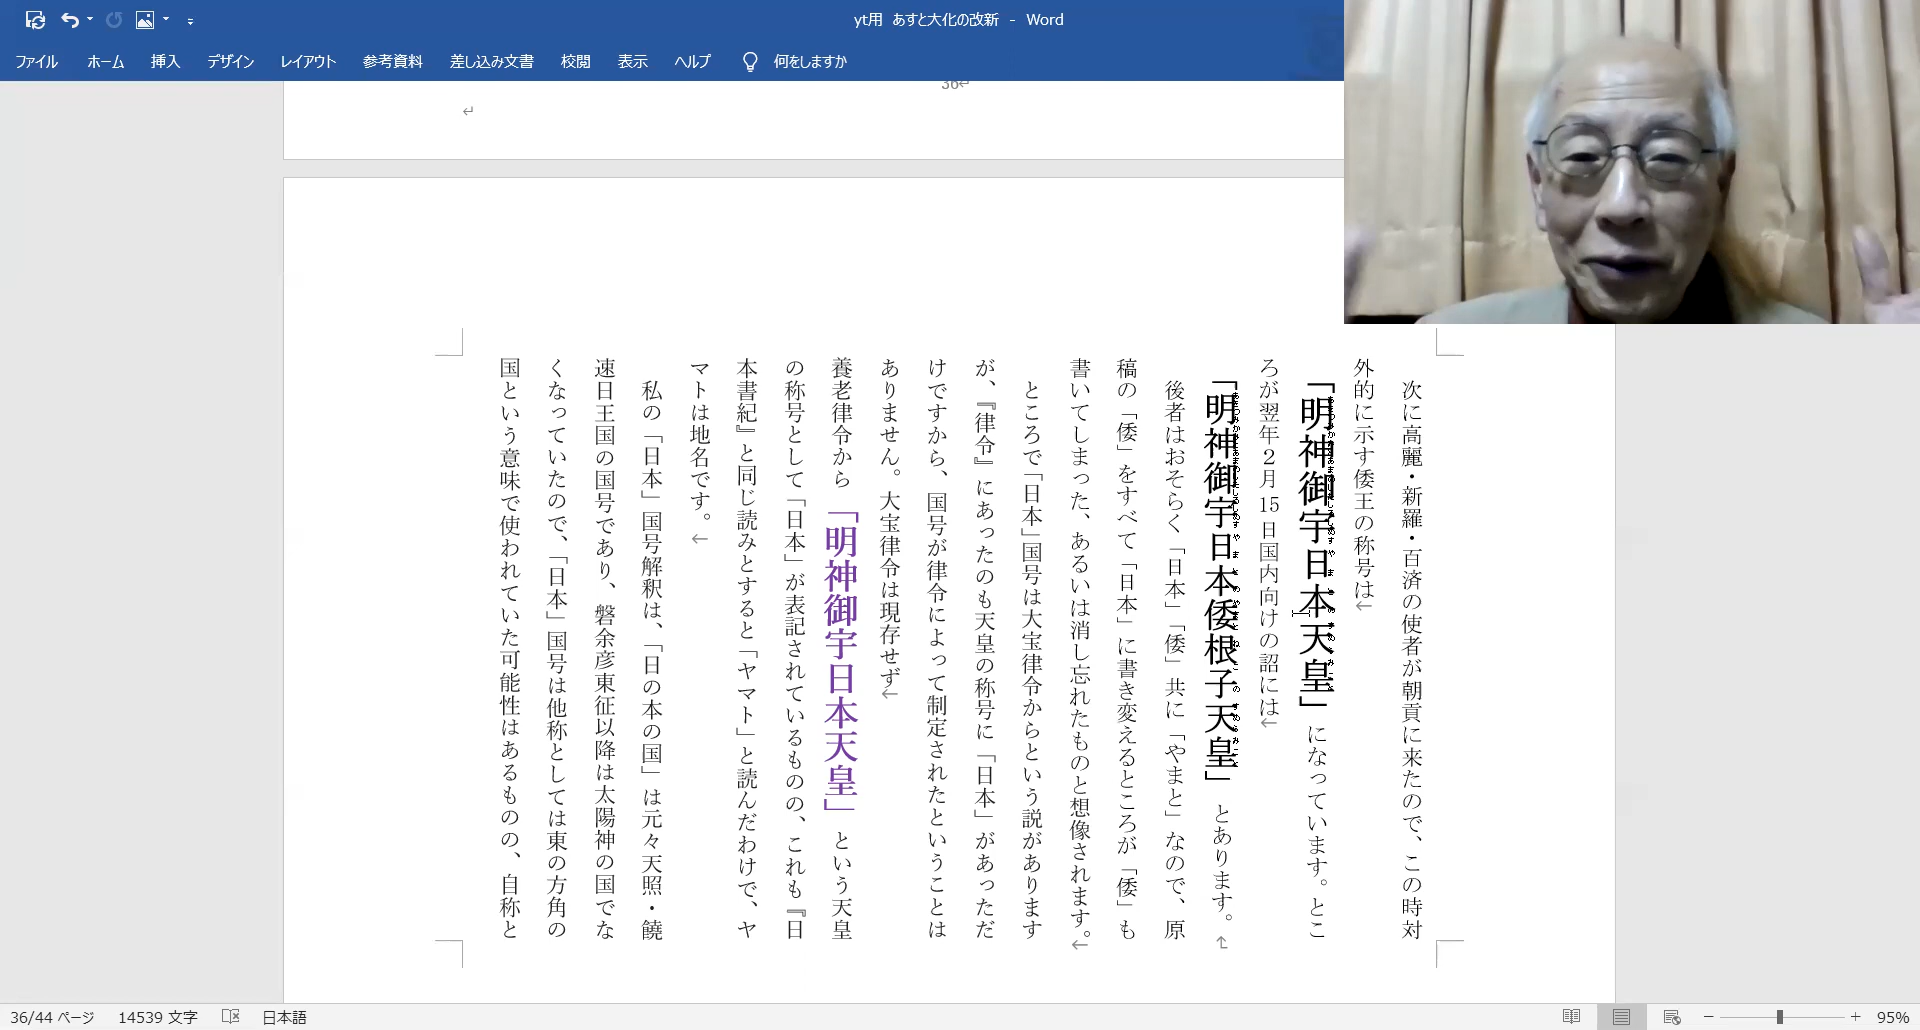 yt用 あすと大化の改新 - Word
ファイル ホーム 挿入 デザイン レイアウト 参考資料 差し込み文書 校閲 表示 ヘルプ 何をしますか
36
次に高麗・新羅・百済の使者が朝貢に来たので、この時対
外的に示す倭王の称号は
「明神御宇日本天皇」になっています。とこ
ろが翌年２月15日国内向けの詔には
「明神御宇日本倭根子天皇」とあります。
後者はおそらく「日本」「倭」共に「やまと」なので、原
稿の「倭」をすべて「日本」に書き変えるところが「倭」も
書いてしまった、あるいは消し忘れたものと想像されます。
ところで「日本」国号は大宝律令からという説があります
が、『律令』にあったのも天皇の称号に「日本」があっただ
けですから、国号が律令によって制定されたということは
ありません。大宝律令は現存せず
養老律令から「明神御宇日本天皇」という天皇
の称号として「日本」が表記されているものの、これも『日
本書紀』と同じ読みとすると「ヤマト」と読んだわけで、ヤ
マトは地名です。
私の「日本」国号解釈は、「日の本の国」は元々天照・饒
速日王国の国号であり、磐余彦東征以降は太陽神の国でな
くなっていたので、「日本」国号は他称としては東の方角の
国という意味で使われていた可能性はあるものの、自称と
36/44 ページ 14539 文字 日本語 95%